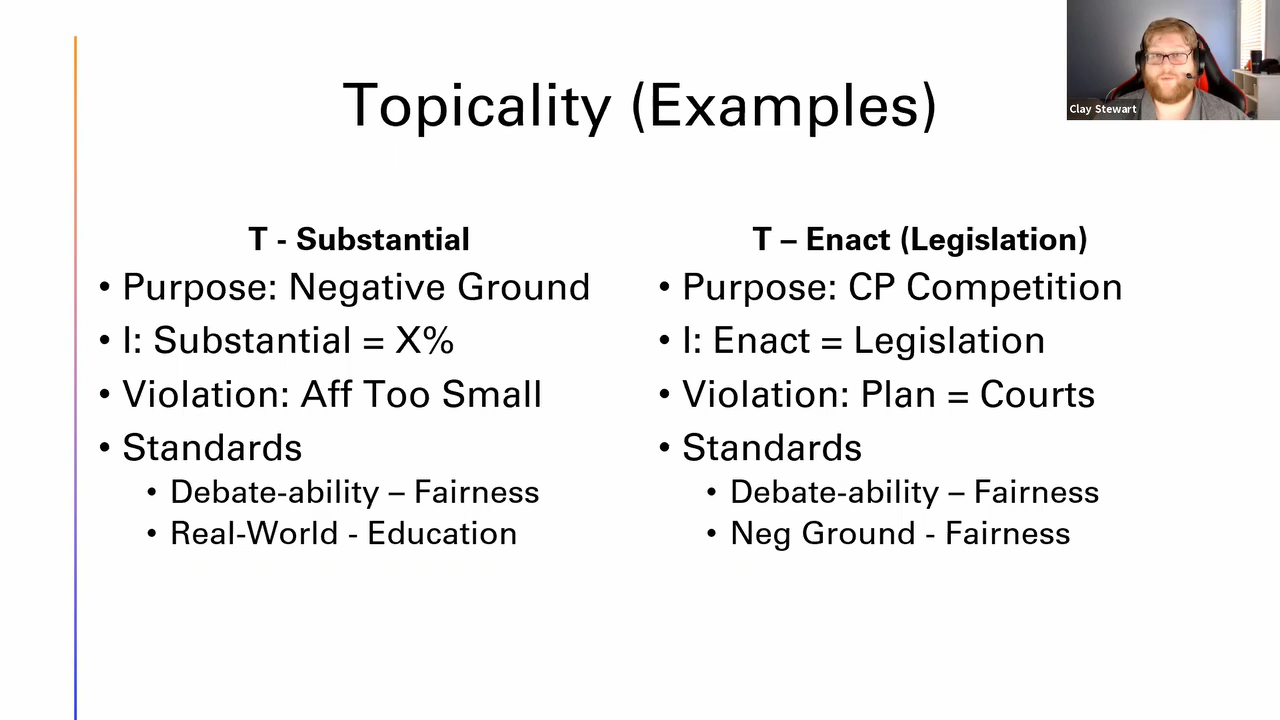 Topicality (Examples)
Clay Stewart
T - Substantial
• Purpose: Negative Ground
• I: Substantial = X%
• Violation: Aff Too Small
• Standards
• Debate-ability – Fairness
• Real-World - Education
T – Enact (Legislation)
• Purpose: CP Competition
• I: Enact = Legislation
• Violation: Plan = Courts
• Standards
• Debate-ability – Fairness
• Neg Ground - Fairness